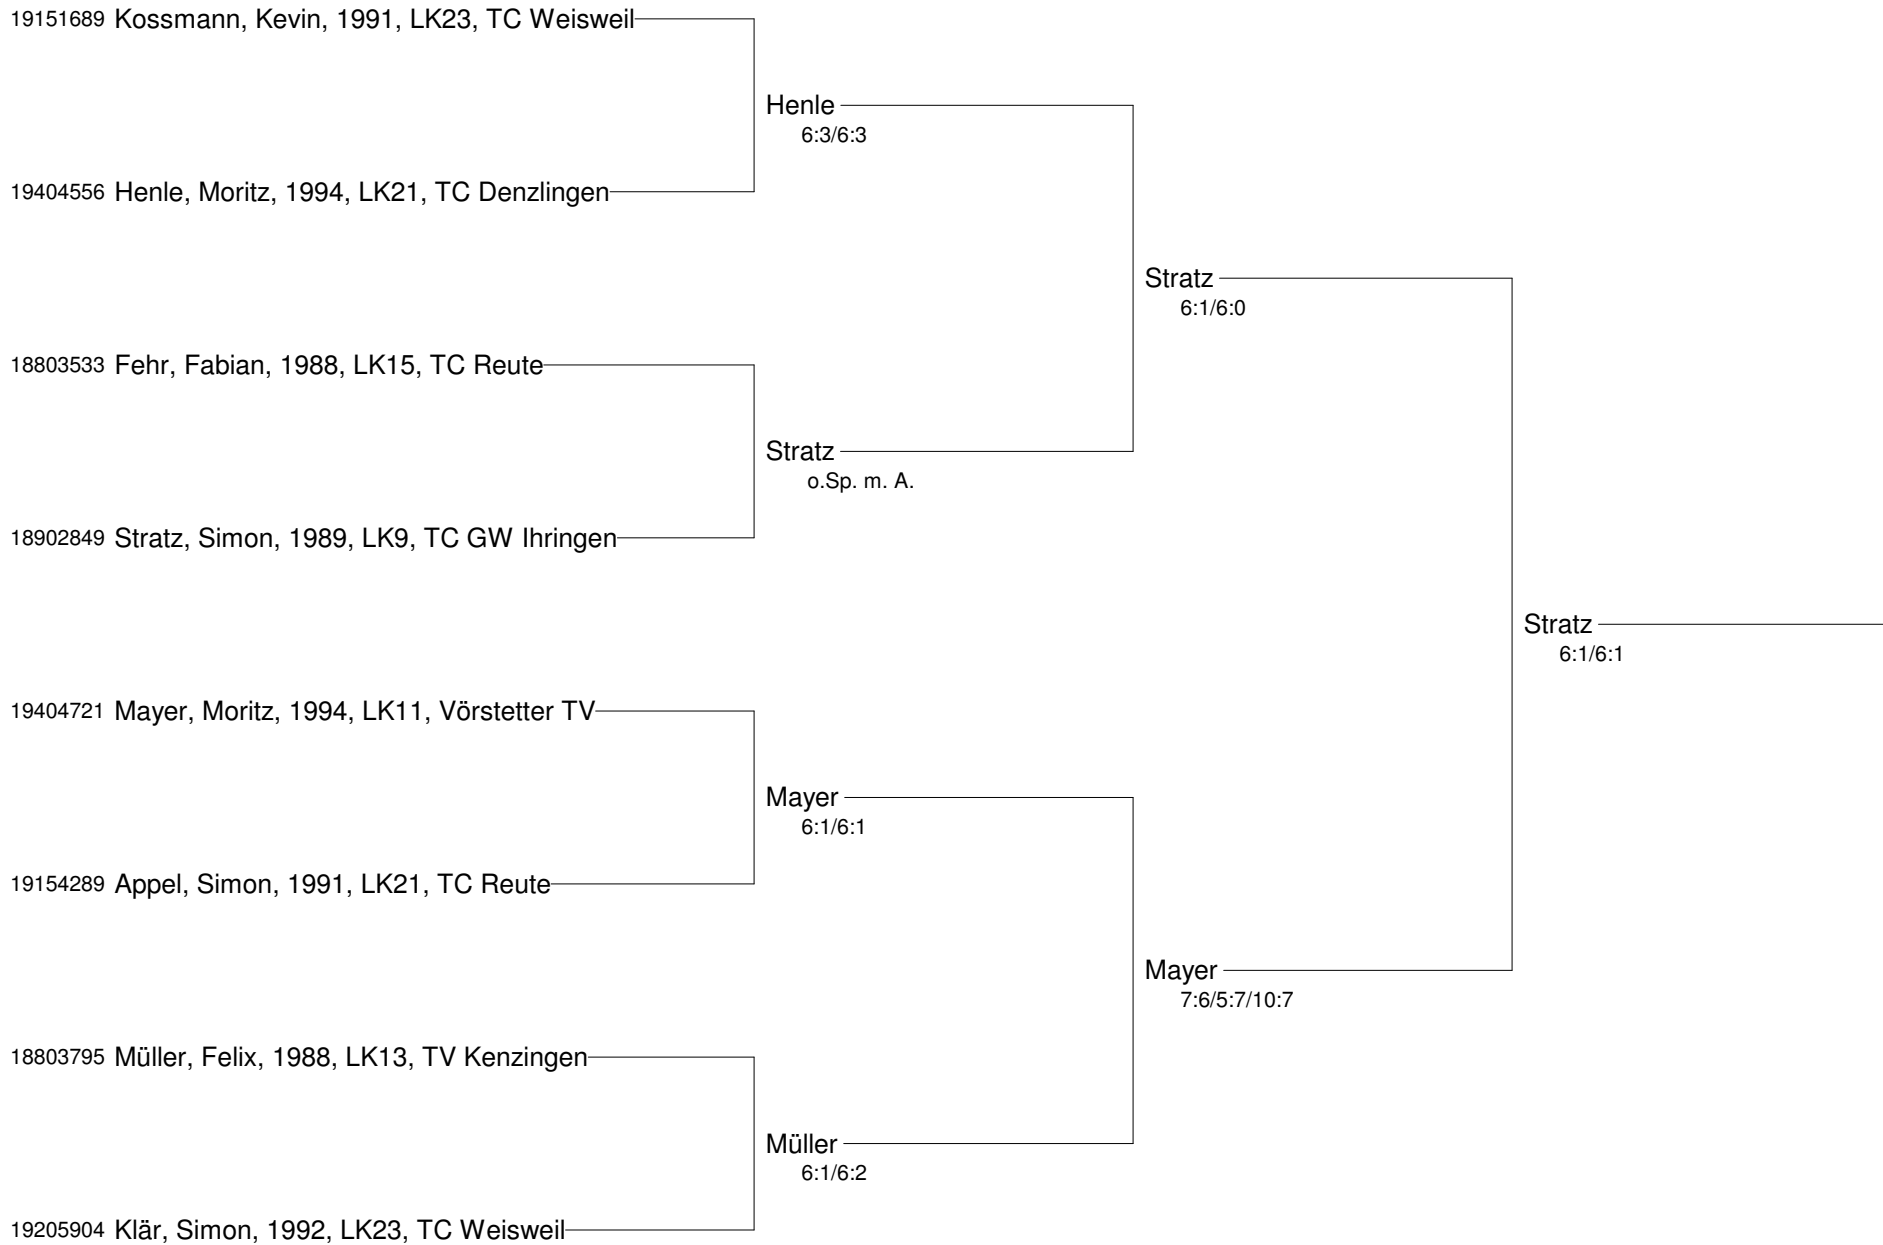 19151689 Kossmann, Kevin, 1991, LK23, TC Weisweil
Henle
6:3/6:3
19404556 Henle, Moritz, 1994, LK21, TC Denzlingen
Stratz
6:1/6:0
18803533 Fehr, Fabian, 1988, LK15, TC Reute
Stratz
o.Sp. m. A.
18902849 Stratz, Simon, 1989, LK9, TC GW Ihringen
Stratz
6:1/6:1
19404721 Mayer, Moritz, 1994, LK11, Vörstetter TV
Mayer
6:1/6:1
19154289 Appel, Simon, 1991, LK21, TC Reute
Mayer
7:6/5:7/10:7
18803795 Müller, Felix, 1988, LK13, TV Kenzingen
Müller
6:1/6:2
19205904 Klär, Simon, 1992, LK23, TC Weisweil